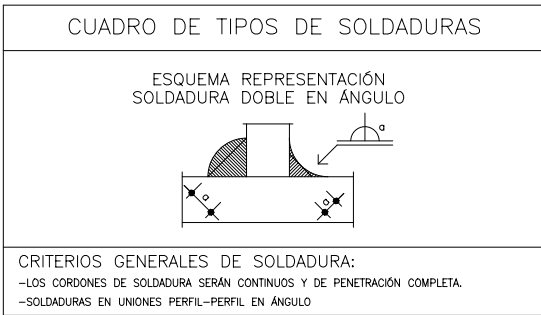 CUADRO DE TIPOS DE SOLDADURAS
ESQUEMA REPRESENTACIÓN
SOLDADURA DOBLE EN ÁNGULO
a
a
a
CRITERIOS GENERALES DE SOLDADURA:
-LOS CORDONES DE SOLDADURA SERÁN CONTINUOS Y DE PENETRACIÓN COMPLETA.
-SOLDADURAS EN UNIONES PERFIL-PERFIL EN ÁNGULO